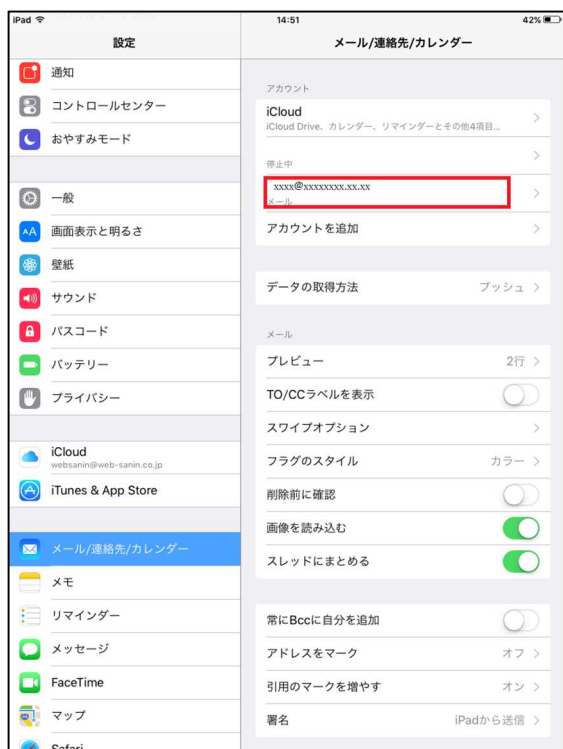 iPad
14:51
42%
設定
メール/連絡先/カレンダー
通知
コントロールセンター
おやすみモード
一般
画面表示と明るさ
壁紙
サウンド
パスコード
バッテリー
プライバシー
iCloud
websanin@web-sanin.co.jp
iTunes & App Store
メール/連絡先/カレンダー
メモ
リマインダー
メッセージ
FaceTime
マップ
Safari
アカウント
iCloud
iCloud Drive、カレンダー、リマインダーとその他4項目...
停止中
xxxx@xxxxxxxx.xx.xx
メール
アカウントを追加
データの取得方法 プッシュ
メール
プレビュー 2行
TO/CCラベルを表示
スワイプオプション
フラグのスタイル カラー
削除前に確認
画像を読み込む
スレッドにまとめる
常にBccに自分を追加
アドレスをマーク オフ
引用のマークを増やす オン
署名 iPadから送信